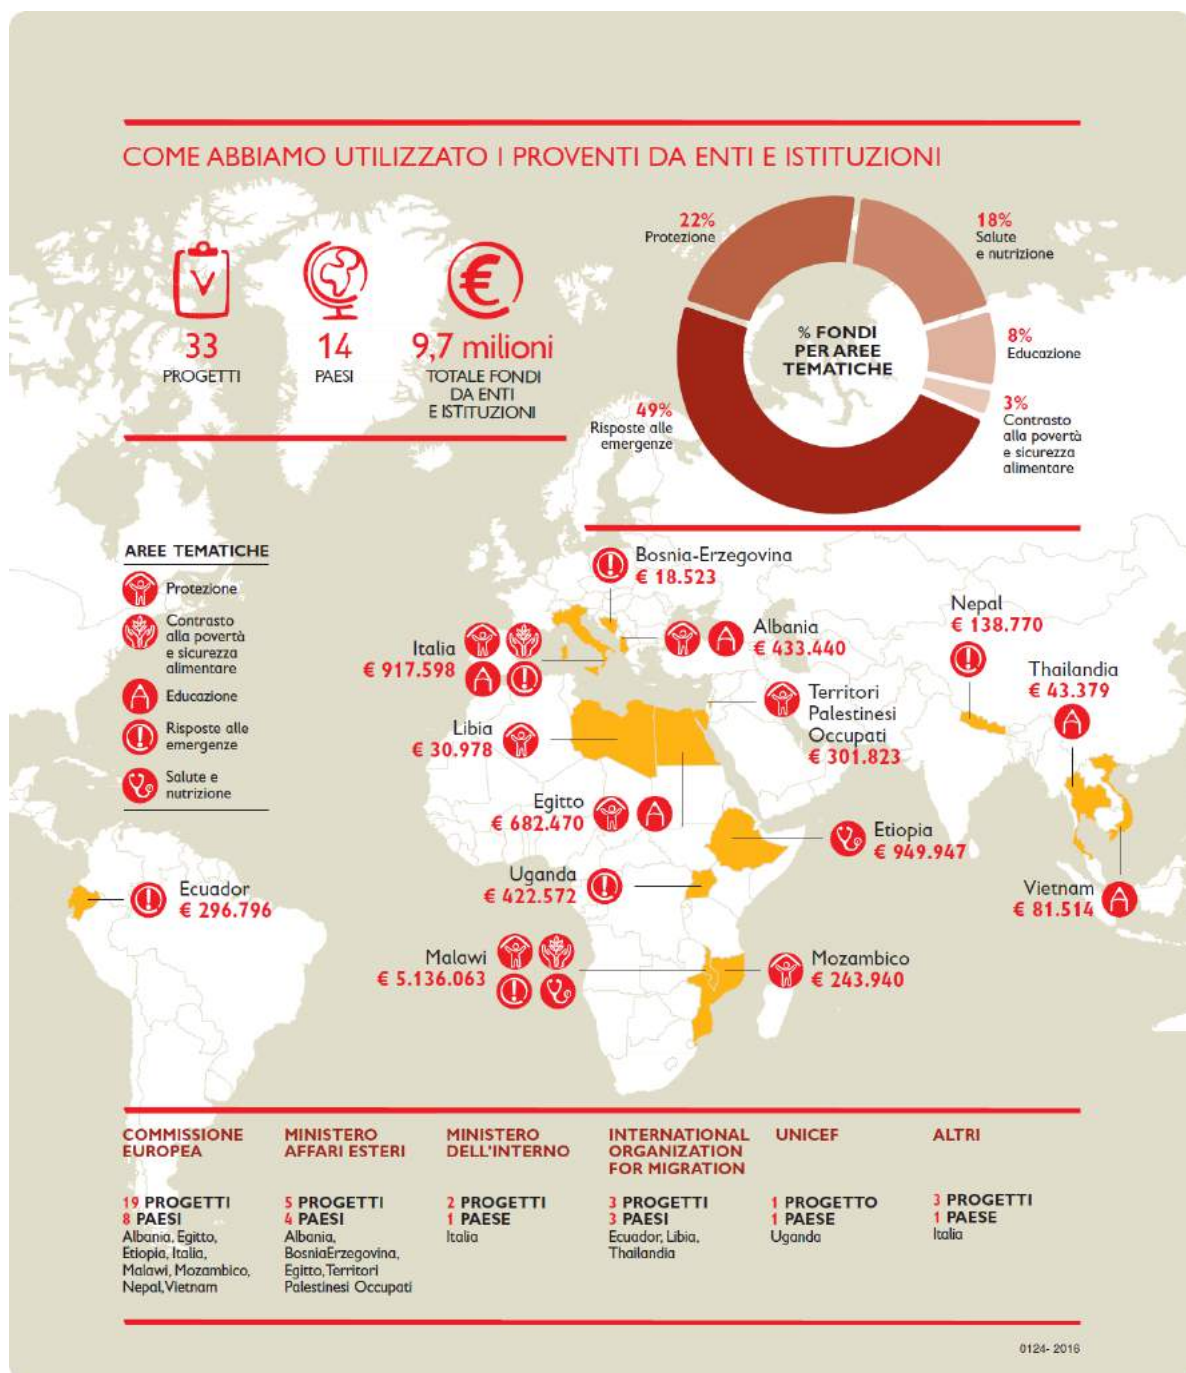 COME ABBIAMO UTILIZZATO I PROVENTI DA ENTI E ISTITUZIONI
33
PROGETTI
14
PAESI
9,7 milioni
TOTALE FONDI
DA ENTI
E ISTITUZIONI
22%
Protezione
18%
Salute
e nutrizione
8%
Educazione
3%
Contrasto
alla povertà
e sicurezza
alimentare
49%
Risposte alle
emergenze
% FONDI
PER AREE
TEMATICHE
AREE TEMATICHE
Protezione
Contrasto
alla povertà
e sicurezza
alimentare
Educazione
Risposte alle
emergenze
Salute e
nutrizione
Bosnia-Erzegovina
€ 18.523
Italia
€ 917.598
Albania
€ 433.440
Nepal
€ 138.770
Thailandia
€ 43.379
Territori
Palestinesi
Occupati
€ 301.823
Libia
€ 30.978
Egitto
€ 682.470
Etiopia
€ 949.947
Uganda
€ 422.572
Ecuador
€ 296.796
Vietnam
€ 81.514
Malawi
€ 5.136.063
Mozambico
€ 243.940
COMMISSIONE
EUROPEA
19 PROGETTI
8 PAESI
Albania, Egitto,
Etiopia, Italia,
Malawi, Mozambico,
Nepal, Vietnam
MINISTERO
AFFARI ESTERI
5 PROGETTI
4 PAESI
Albania,
BosniaErzegovina,
Egitto, Territori
Palestinesi Occupati
MINISTERO
DELL'INTERNO
2 PROGETTI
1 PAESE
Italia
INTERNATIONAL
ORGANIZATION
FOR MIGRATION
3 PROGETTI
3 PAESI
Ecuador, Libia,
Thailandia
UNICEF
1 PROGETTO
1 PAESE
Uganda
ALTRI
3 PROGETTI
1 PAESE
Italia
0124- 2016